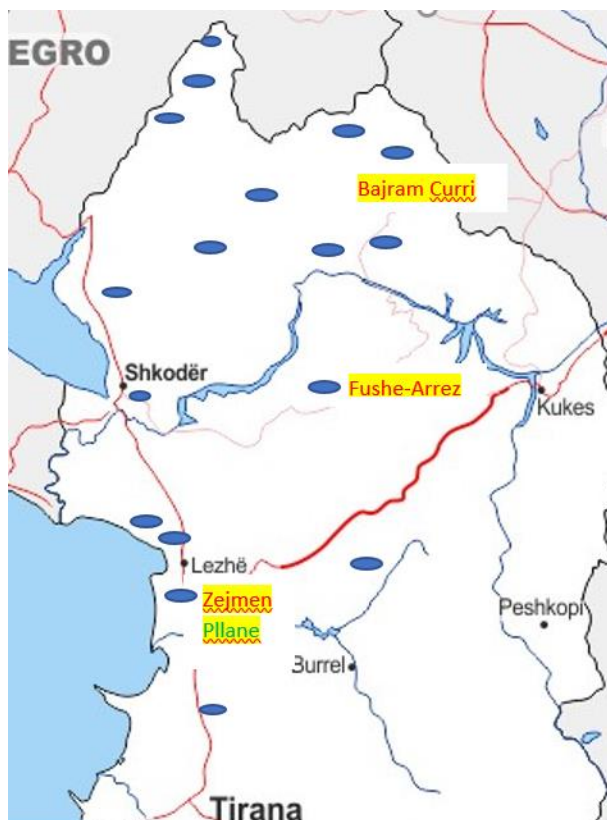 EGRO
Bajram Curri
Shkodër
Fushe-Arrez
Kukes
Lezhë
Zejmen
Peshkopi
Pllane
Burrel
Tirana